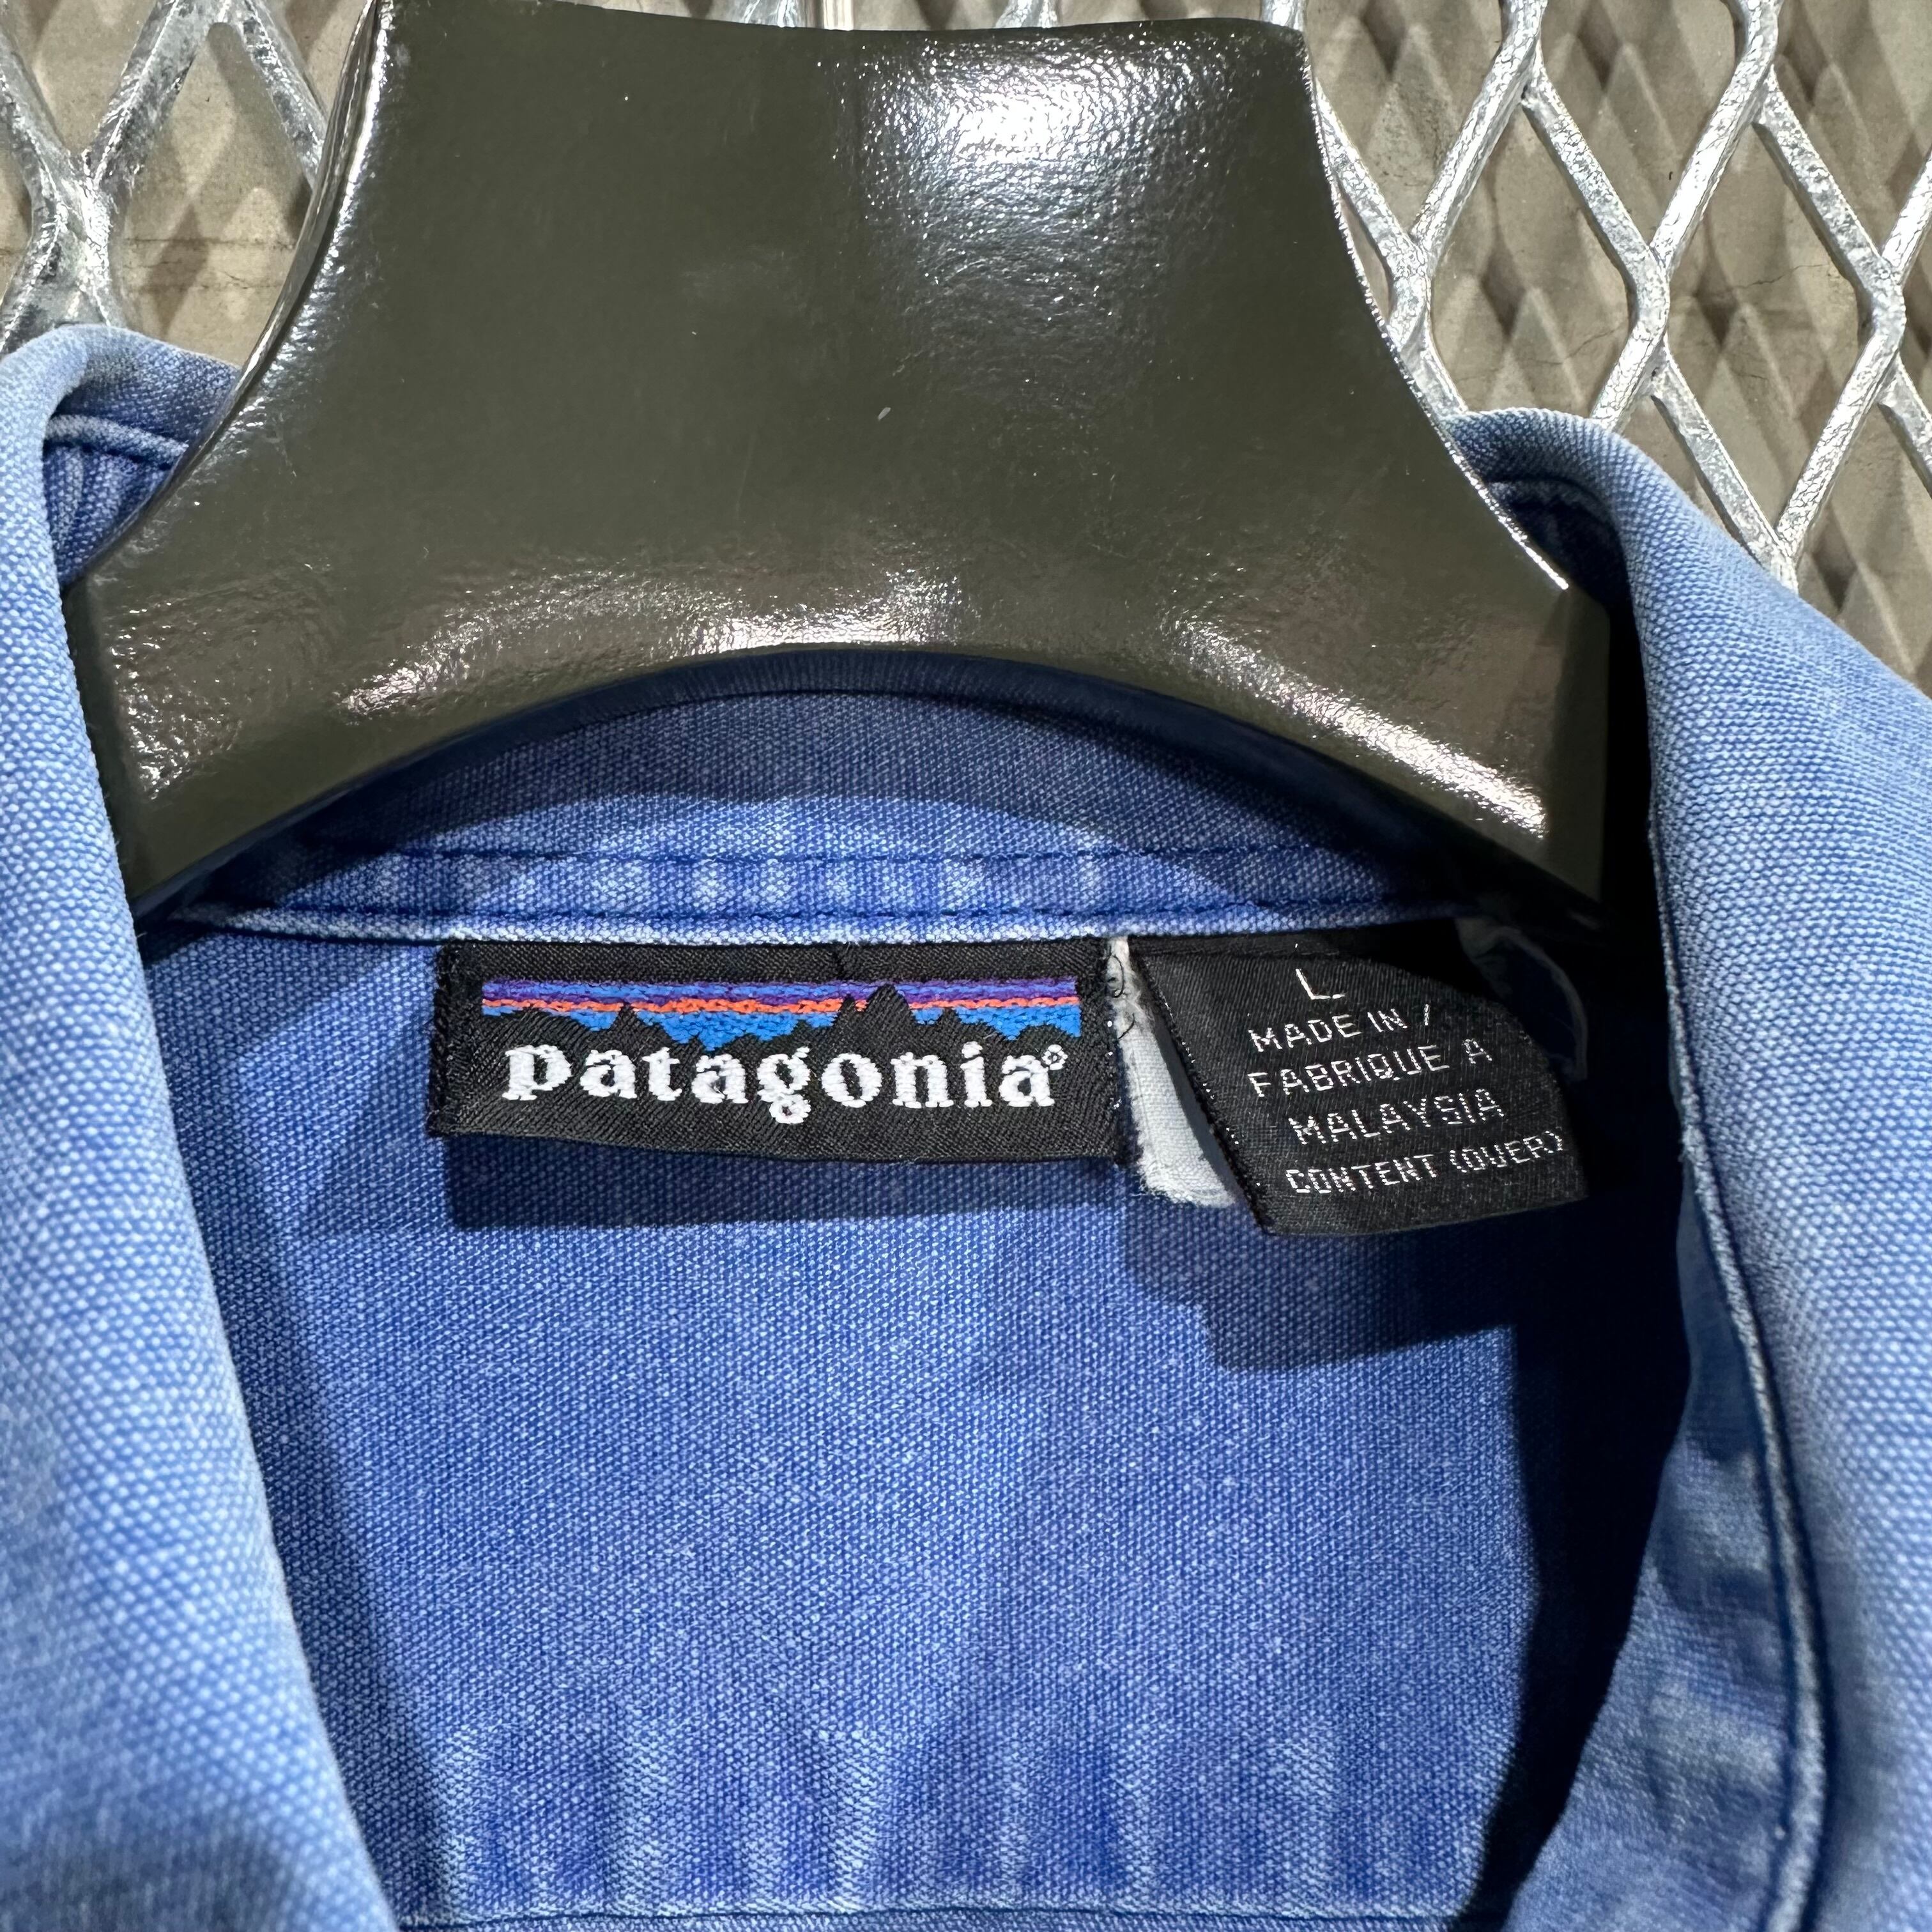 patagonia®
L
MADE IN /
FABRIQUE A
MALAYSIA
CONTENT (OVER)